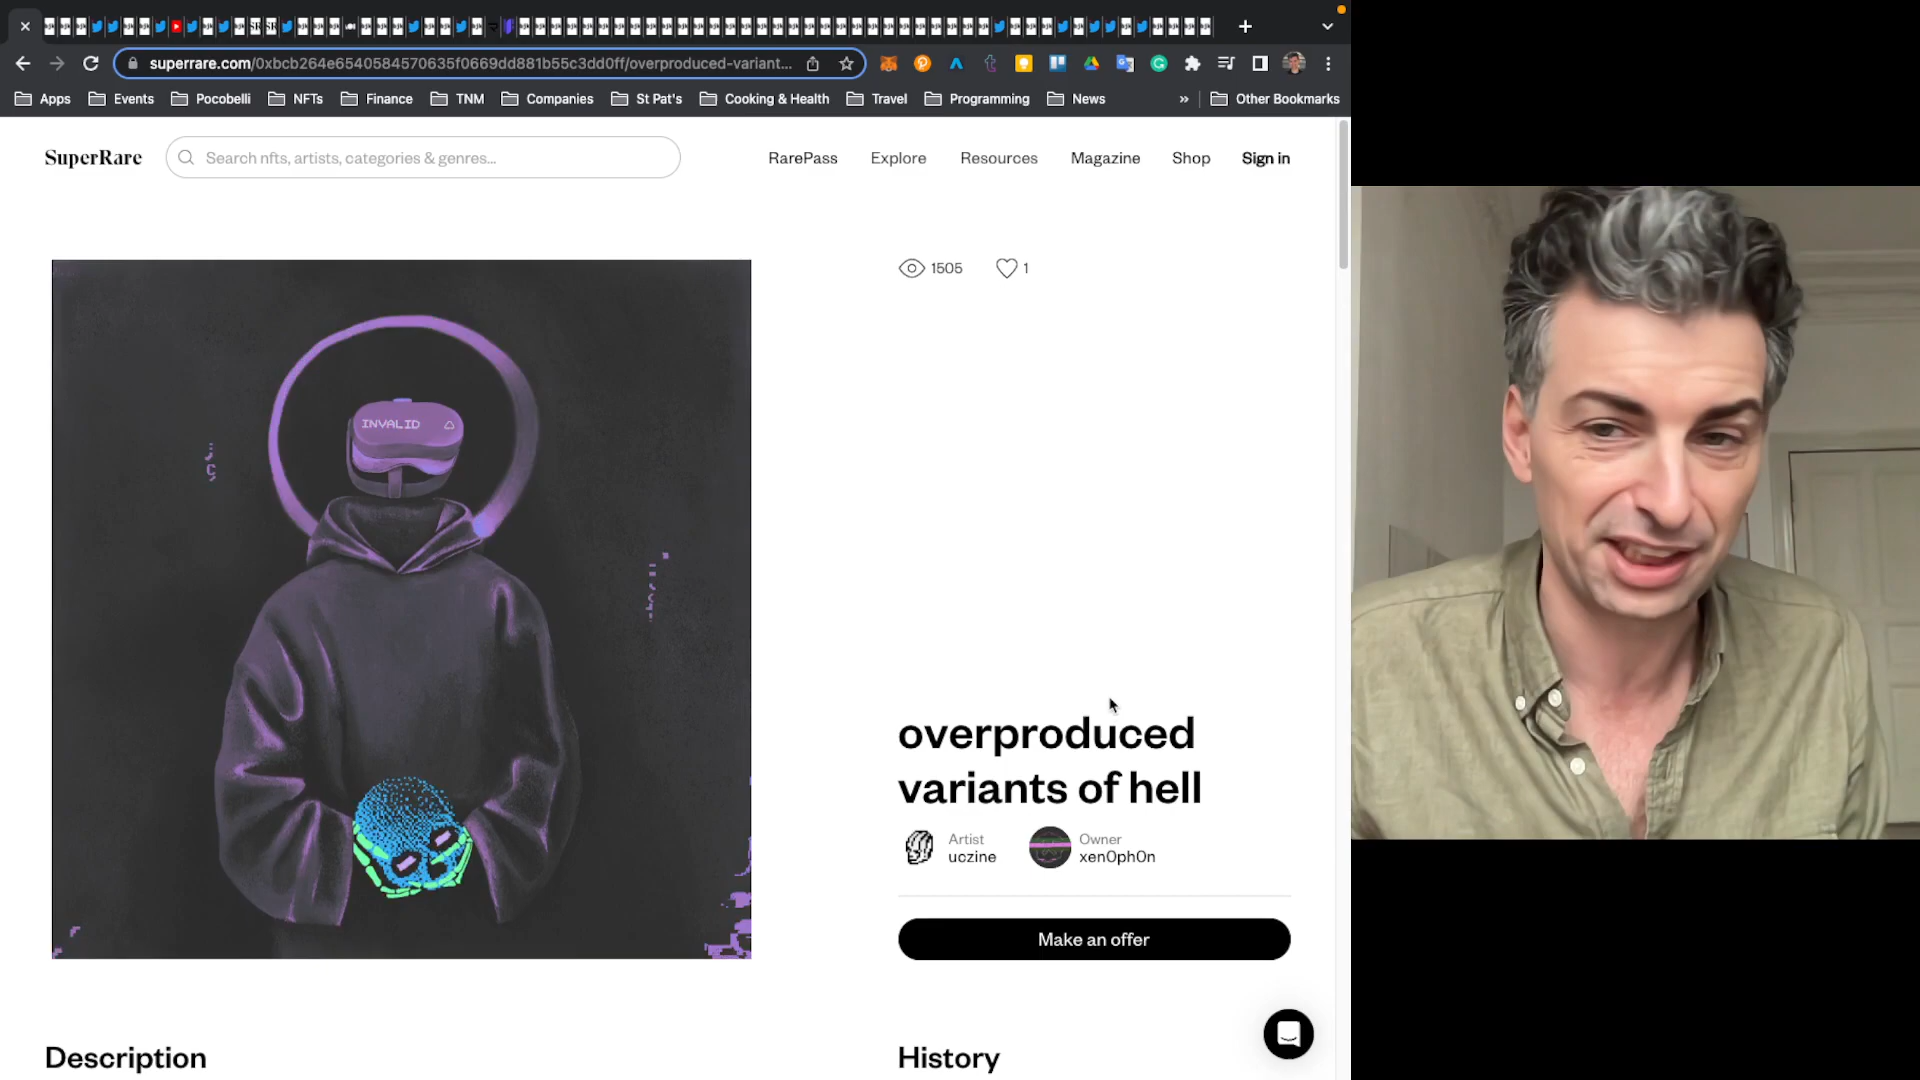 superrare.com/0xbcb264e6540584570635f0669dd881b55c3dd0ff/overproduced-variant...
Apps Events Pocobelli NFTs Finance TNM Companies St Pat's Cooking & Health Travel Programming News » Other Bookmarks
SuperRare Search nfts, artists, categories & genres... RarePass Explore Resources Magazine Shop Sign in
1505 1
INVALID
overproduced
variants of hell
Artist Owner
uczine xen0ph0n
Make an offer
Description History